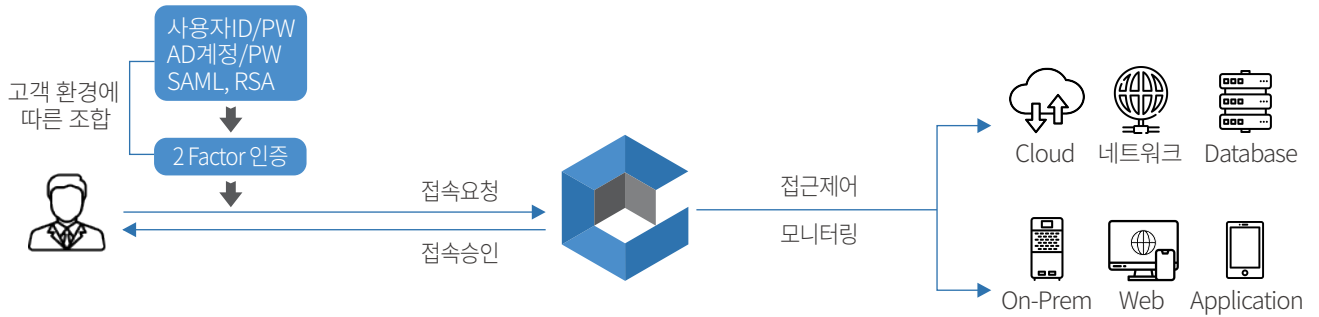 사용자ID/PW
AD계정/PW
SAML, RSA
고객 환경에
따른 조합
2 Factor 인증
접속요청
접속승인
접근제어
모니터링
Cloud
네트워크
Database
On-Prem
Web
Application